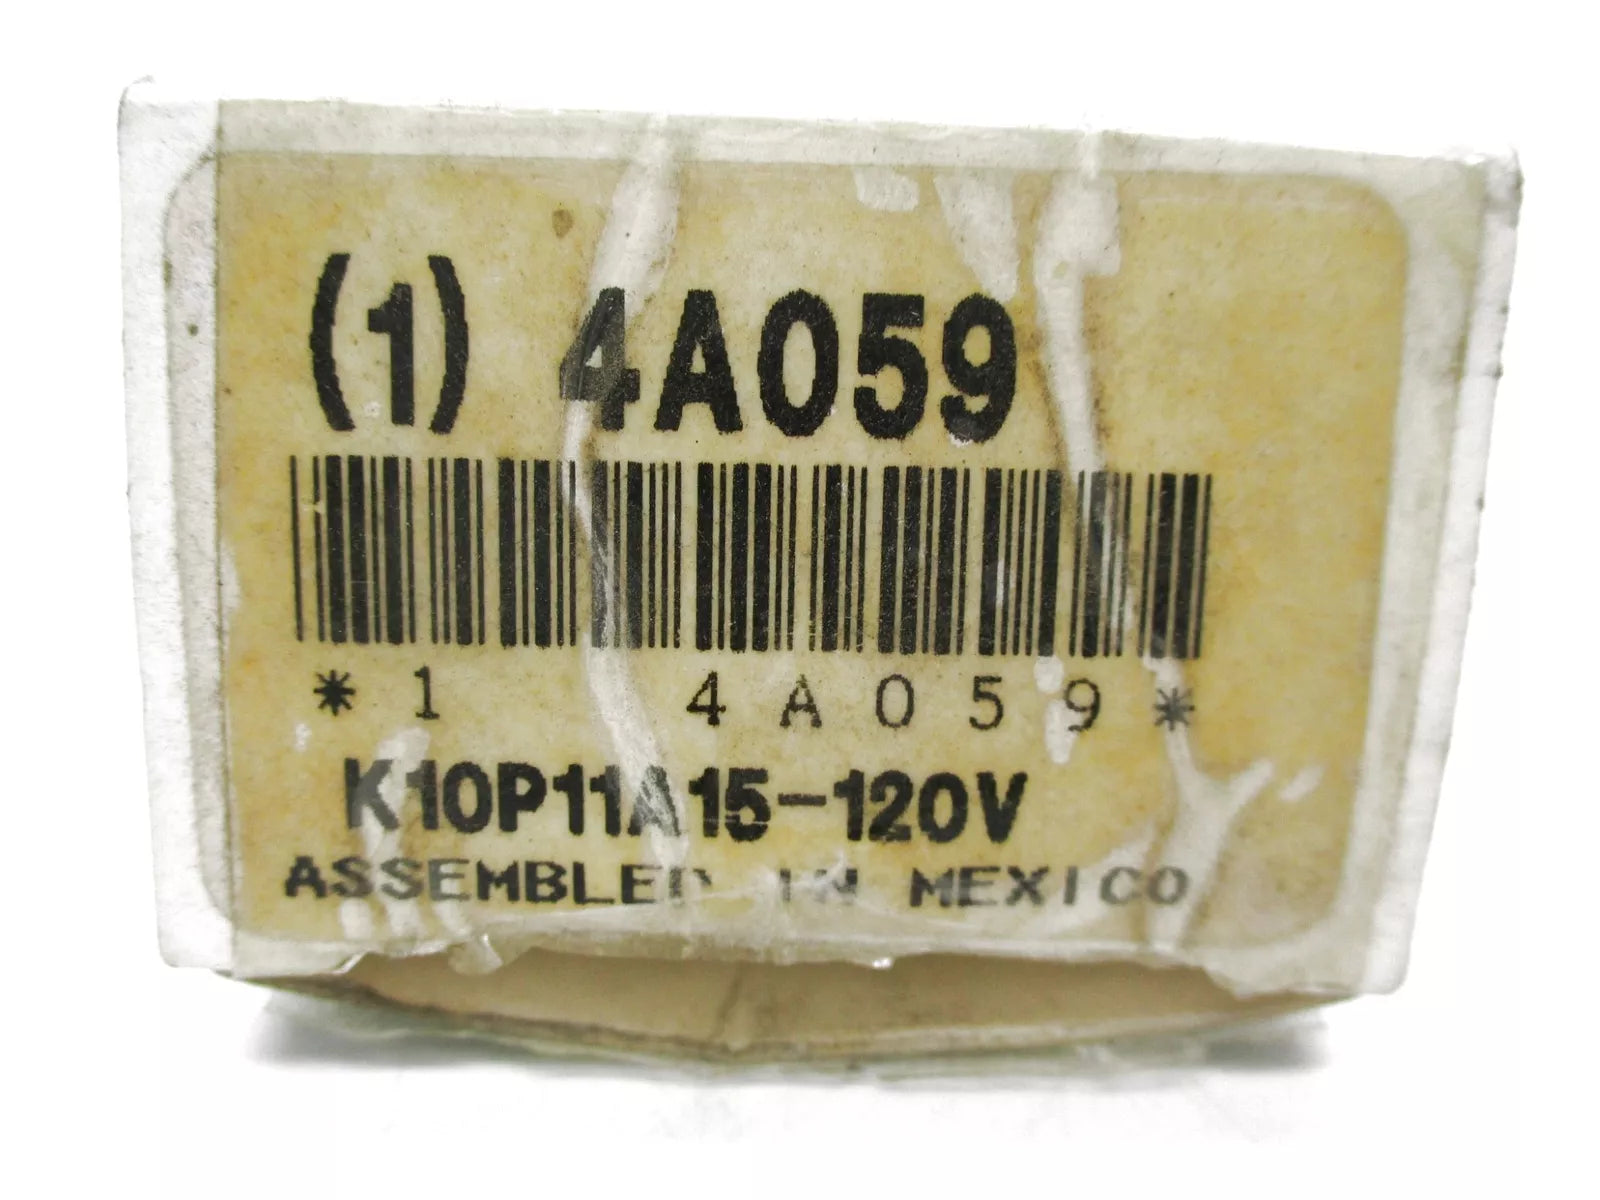 (1) 4A059
*1 4A059*
K10P11A15-120V
ASSEMBLED IN MEXICO